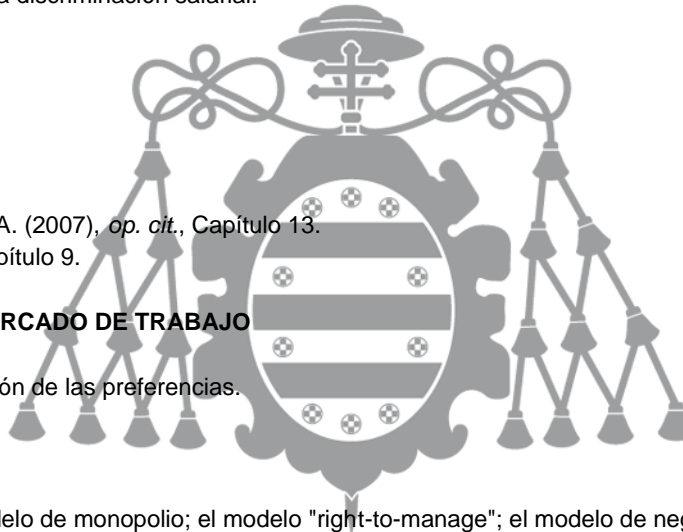 a discriminación salarial.
A. (2007), op. cit., Capítulo 13.
pítulo 9.
RCADO DE TRABAJO
ón de las preferencias.
delo de monopolio; el modelo "right-to-manage"; el modelo de neg